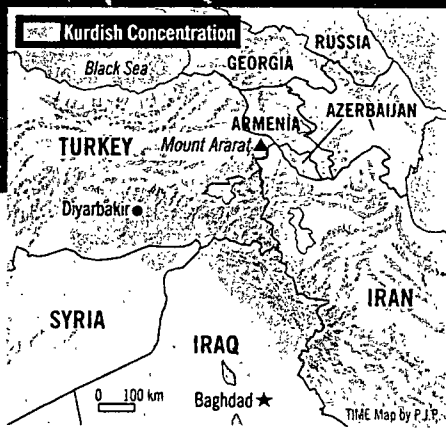 Kurdish Concentration
RUSSIA
Black Sea
GEORGIA
ARMENIA
AZERBAIJAN
TURKEY
Mount Ararat
Diyarbakir
IRAN
SYRIA
IRAQ
0 100 km
Baghdad
TIME Map by P.J.P.